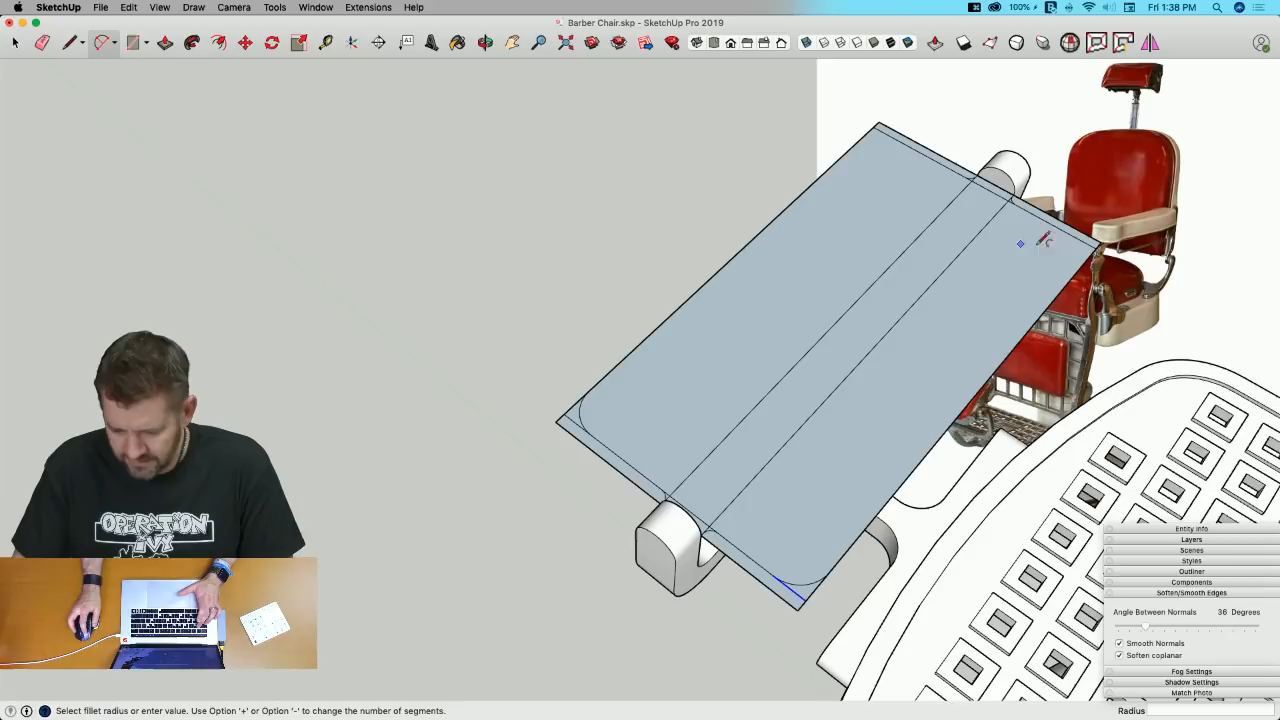 SketchUp File Edit View Draw Camera Tools Window Extensions Help
100% Fri 1:38 PM
Barber Chair.skp - SketchUp Pro 2019
OPERATION
Entity Info
Layers
Scenes
Styles
Outliner
Components
Soften/Smooth Edges
Angle Between Normals 36 Degrees
Smooth Normals
Soften coplanar
Fog Settings
Shadow Settings
Match Photo
Select fillet radius or enter value. Use Option '+' or Option '-' to change the number of segments.
Radius